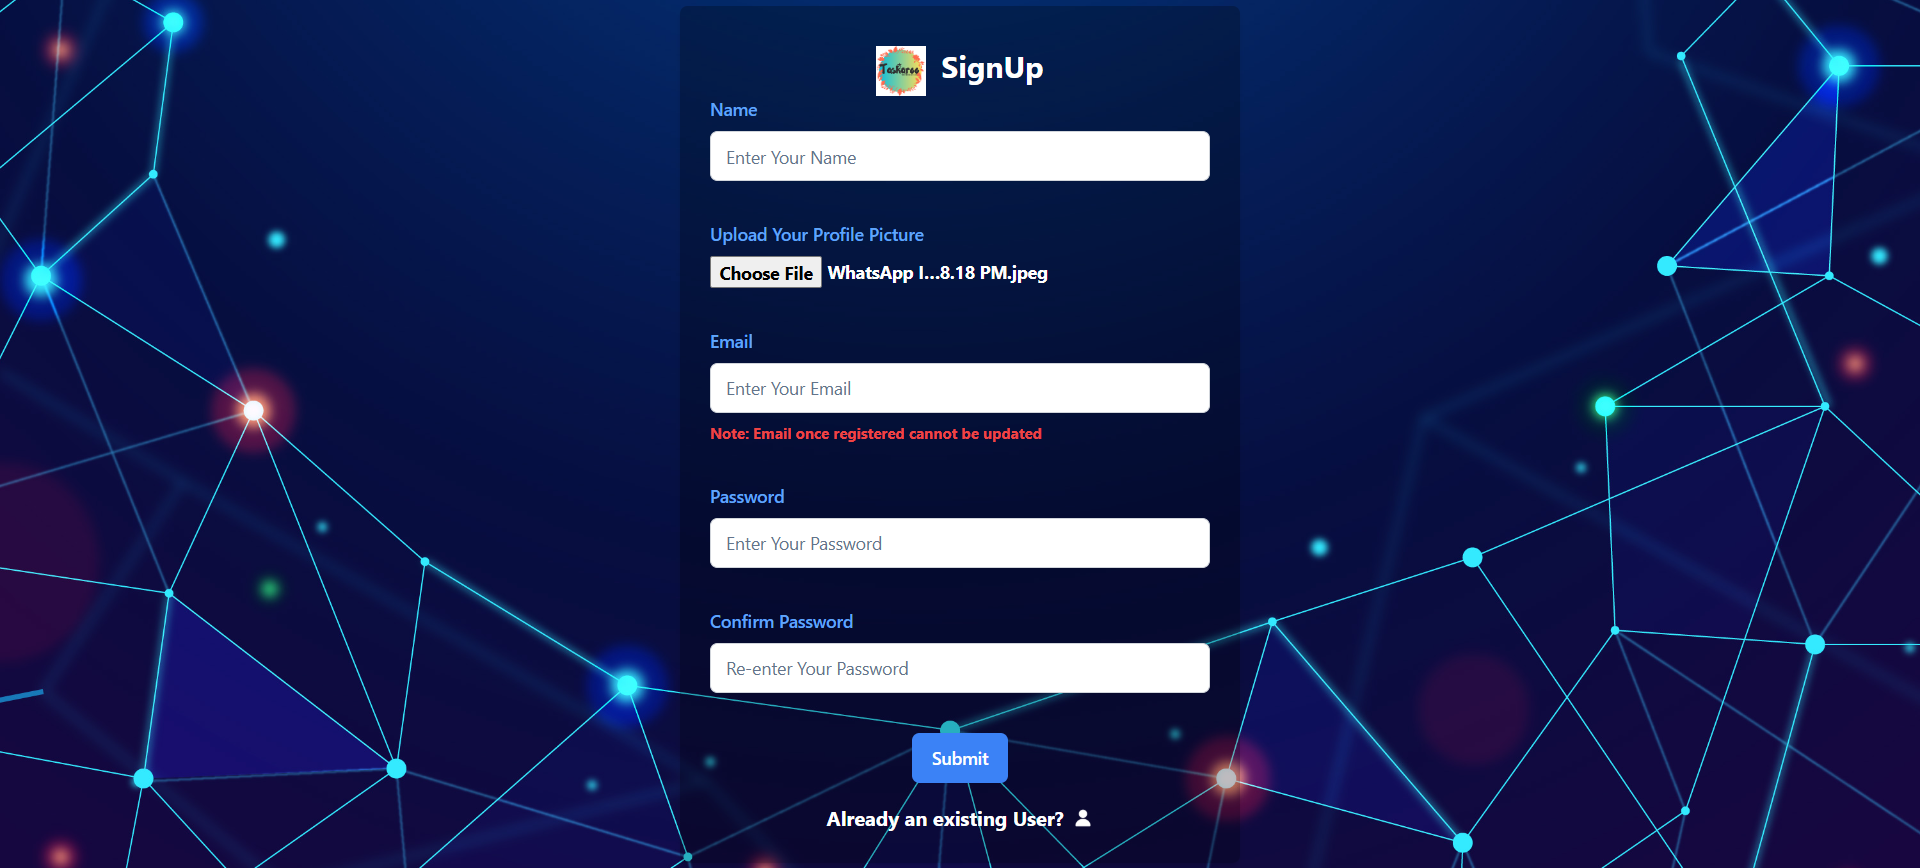 Taskaroo
SignUp
Name
Enter Your Name
Upload Your Profile Picture
Choose File WhatsApp I...8.18 PM.jpeg
Email
Enter Your Email
Note: Email once registered cannot be updated
Password
Enter Your Password
Confirm Password
Re-enter Your Password
Submit
Already an existing User?